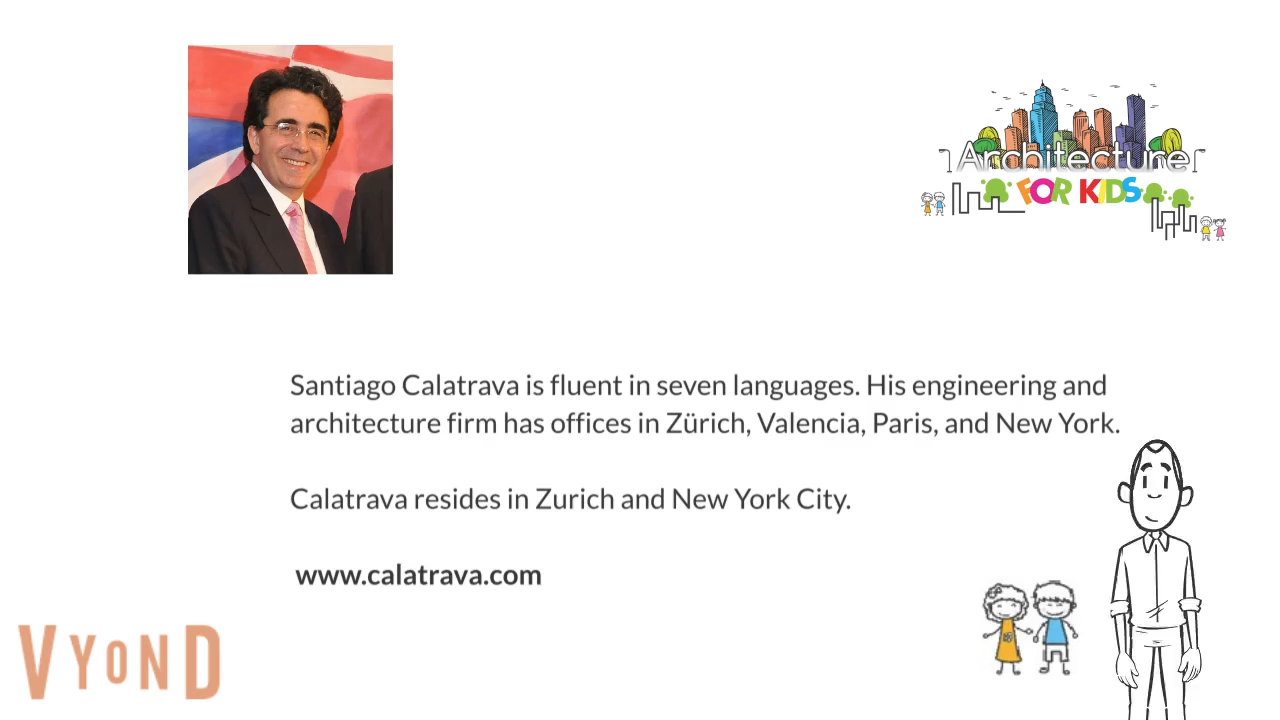 Architecture
FOR KIDS
Santiago Calatrava is fluent in seven languages. His engineering and
architecture firm has offices in Zürich, Valencia, Paris, and New York.
Calatrava resides in Zurich and New York City.
www.calatrava.com
VYOND